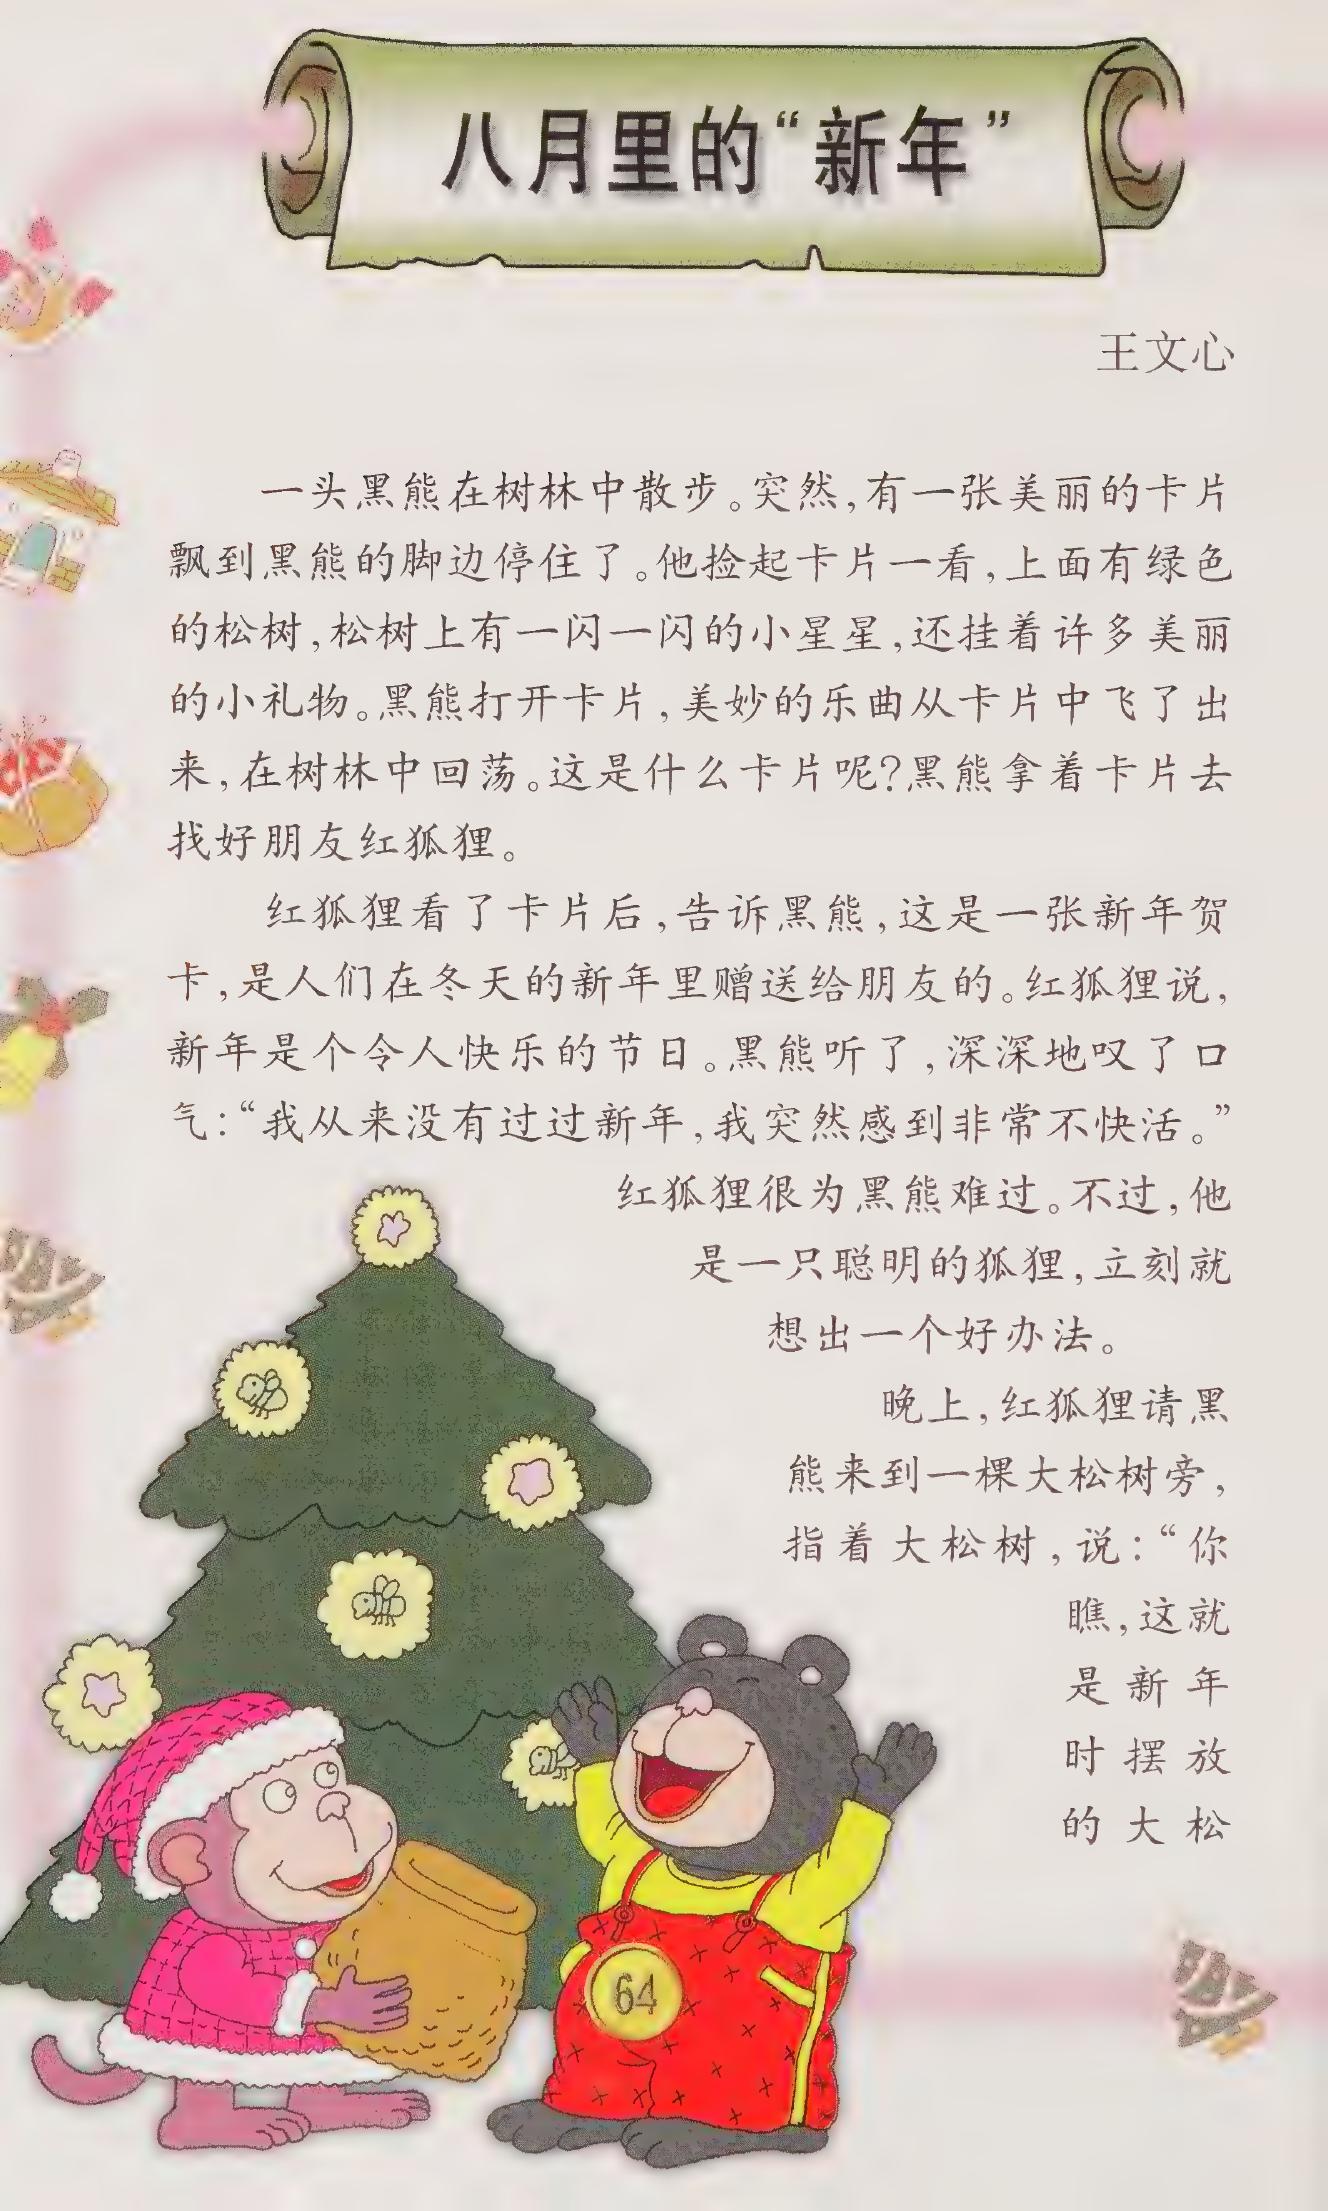 八月里的“新年”
王文心
一头黑熊在树林中散步。突然,有一张美丽的卡片
飘到黑熊的脚边停住了。他捡起卡片一看,上面有绿色
的松树,松树上有一闪一闪的小星星,还挂着许多美丽
的小礼物。黑熊打开卡片,美妙的乐曲从卡片中飞了出
来,在树林中回荡。这是什么卡片呢?黑熊拿着卡片去
找好朋友红狐狸。
红狐狸看了卡片后,告诉黑熊,这是一张新年贺
卡,是人们在冬天的新年里赠送给朋友的。红狐狸说,
新年是个令人快乐的节日。黑熊听了,深深地叹了口
气:“我从来没有过过新年,我突然感到非常不快活。”
红狐狸很为黑熊难过。不过,他
是一只聪明的狐狸,立刻就
想出一个好办法。
晚上,红狐狸请黑
熊来到一棵大松树旁,
指着大松树,说:“你
瞧,这就
是新年
时摆放
的大松
64